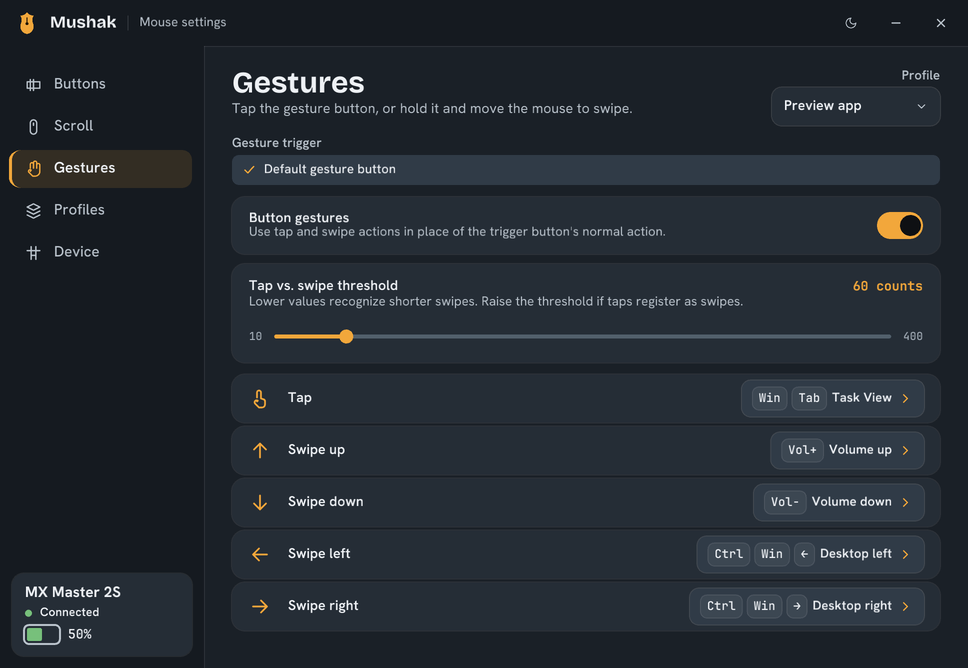 Mushak | Mouse settings
Buttons
Scroll
Gestures
Profiles
Device
MX Master 2S
Connected
50%
Gestures
Tap the gesture button, or hold it and move the mouse to swipe.
Profile
Preview app
Gesture trigger
Default gesture button
Button gestures
Use tap and swipe actions in place of the trigger button's normal action.
Tap vs. swipe threshold
60 counts
Lower values recognize shorter swipes. Raise the threshold if taps register as swipes.
10
400
Tap
Win Tab Task View
Swipe up
Vol+ Volume up
Swipe down
Vol- Volume down
Swipe left
Ctrl Win ← Desktop left
Swipe right
Ctrl Win → Desktop right